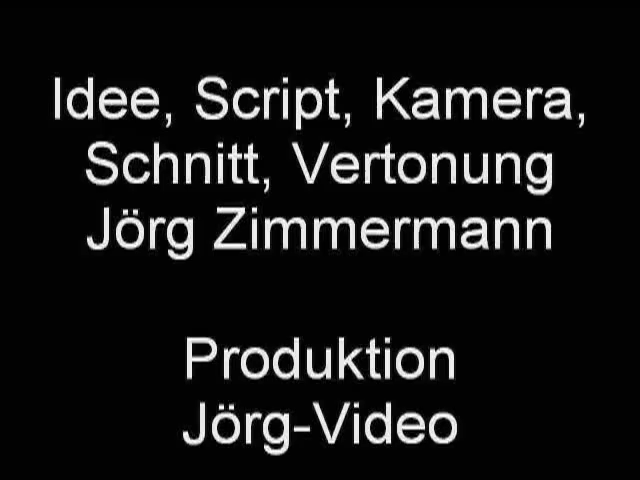 Idee, Script, Kamera,
Schnitt, Vertonung
Jörg Zimmermann
Produktion
Jörg-Video